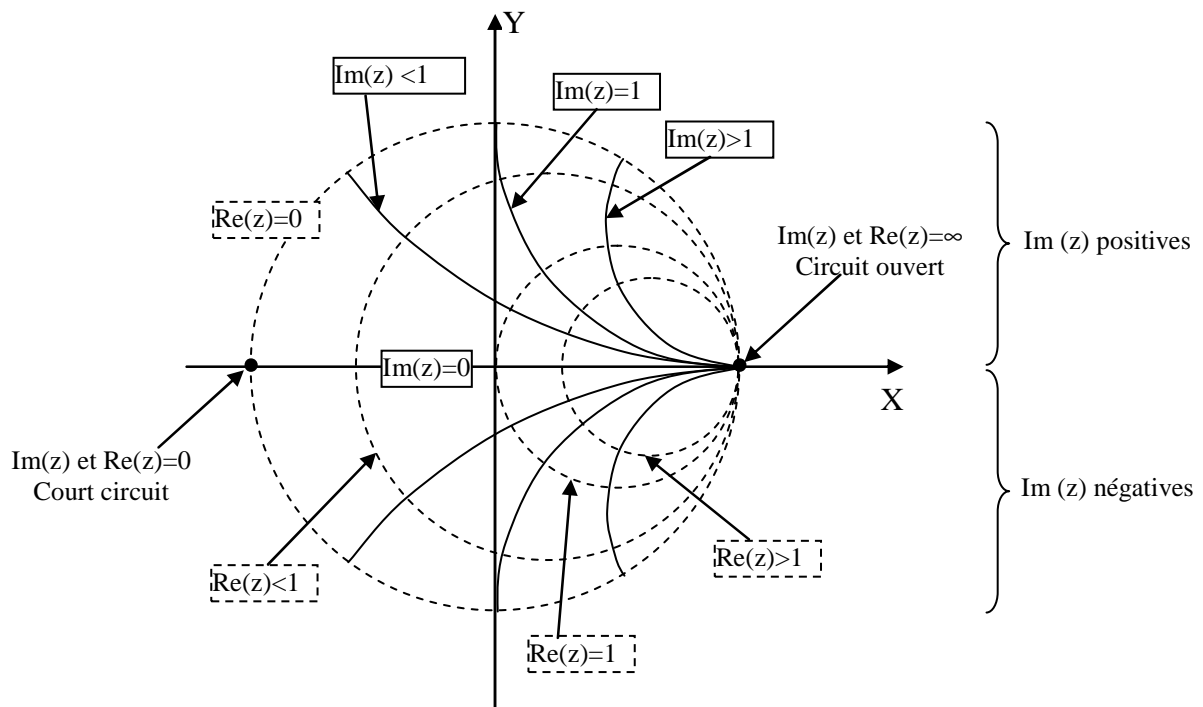 Y
Im(z) <1
Im(z)=1
Im(z)>1
Re(z)=0
Im(z) et Re(z)=∞
Circuit ouvert
Im (z) positives
Im(z)=0
X
Im(z) et Re(z)=0
Court circuit
Im (z) négatives
Re(z)<1
Re(z)>1
Re(z)=1